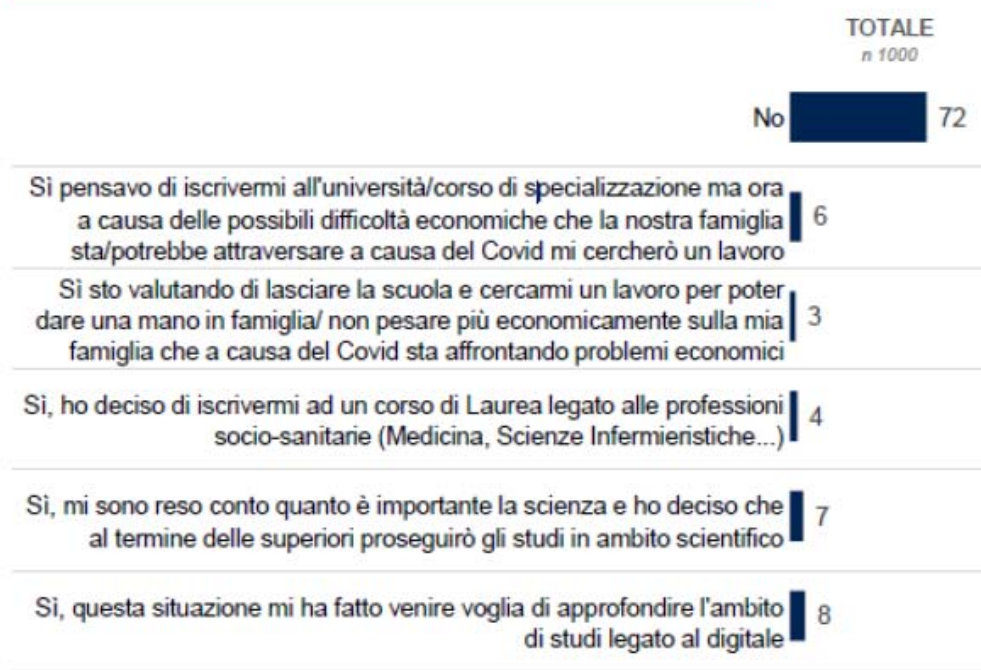 TOTALE
n 1000
No 72
Sì pensavo di iscrivermi all'università/corso di specializzazione ma ora
a causa delle possibili difficoltà economiche che la nostra famiglia
sta/potrebbe attraversare a causa del Covid mi cercherò un lavoro
6
Sì sto valutando di lasciare la scuola e cercarmi un lavoro per poter
dare una mano in famiglia/ non pesare più economicamente sulla mia
famiglia che a causa del Covid sta affrontando problemi economici
3
Sì, ho deciso di iscrivermi ad un corso di Laurea legato alle professioni
socio-sanitarie (Medicina, Scienze Infermieristiche...)
4
Sì, mi sono reso conto quanto è importante la scienza e ho deciso che
al termine delle superiori proseguirò gli studi in ambito scientifico
7
Sì, questa situazione mi ha fatto venire voglia di approfondire l'ambito
di studi legato al digitale
8